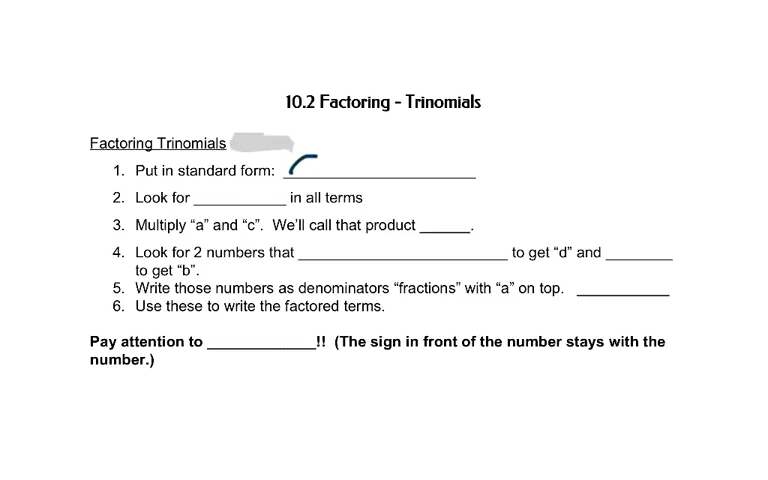 10.2 Factoring - Trinomials
Factoring Trinomials
1. Put in standard form: ____________________
2. Look for ___________ in all terms
3. Multiply “a” and “c”. We’ll call that product ______.
4. Look for 2 numbers that _________________________ to get “d” and ________
to get “b”.
5. Write those numbers as denominators “fractions” with “a” on top. ___________
6. Use these to write the factored terms.
Pay attention to _____________!! (The sign in front of the number stays with the
number.)